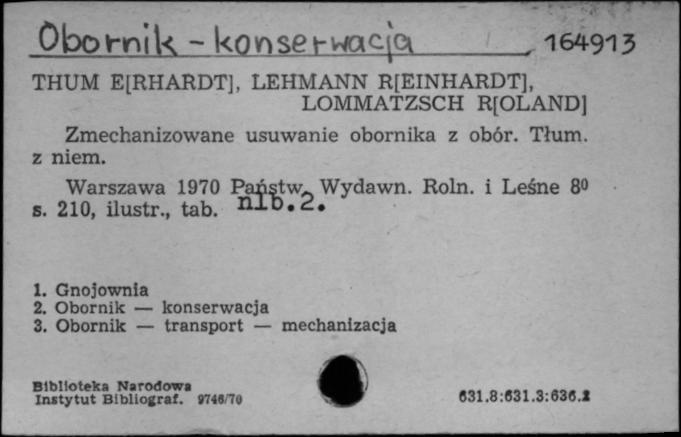 Obornik - konserwacja 164913
THUM E[RHARDT], LEHMANN R[EINHARDT],
LOMMATZSCH R[OLAND]
Zmechanizowane usuwanie obornika z obór. Tłum.
z niem.
Warszawa 1970 Państw. Wydawn. Roln. i Leśne 8⁰
s. 210, ilustr., tab. nlb.2.
1. Gnojownia
2. Obornik — konserwacja
3. Obornik — transport — mechanizacja
Biblioteka Narodowa
Instytut Bibliograf. 9746/70 631.8:631.3:636.2